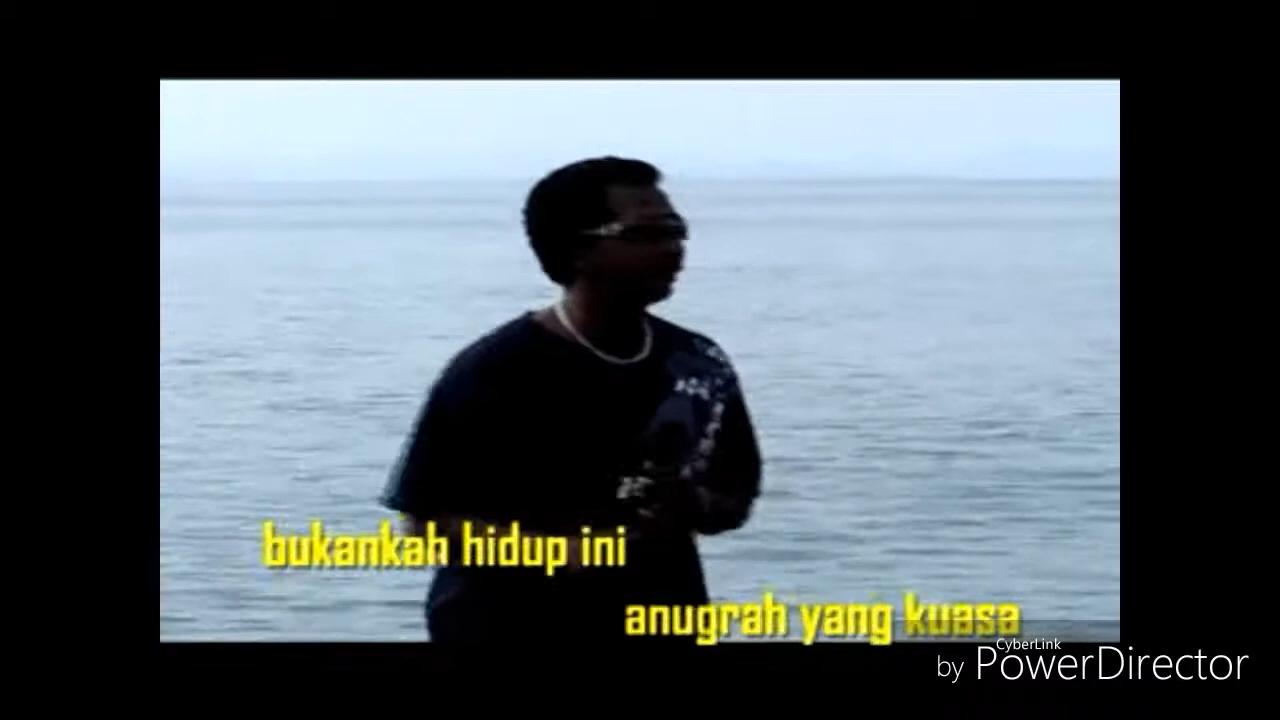 bukankah hidup ini
anugrah yang kuasa
CyberLink
by PowerDirector